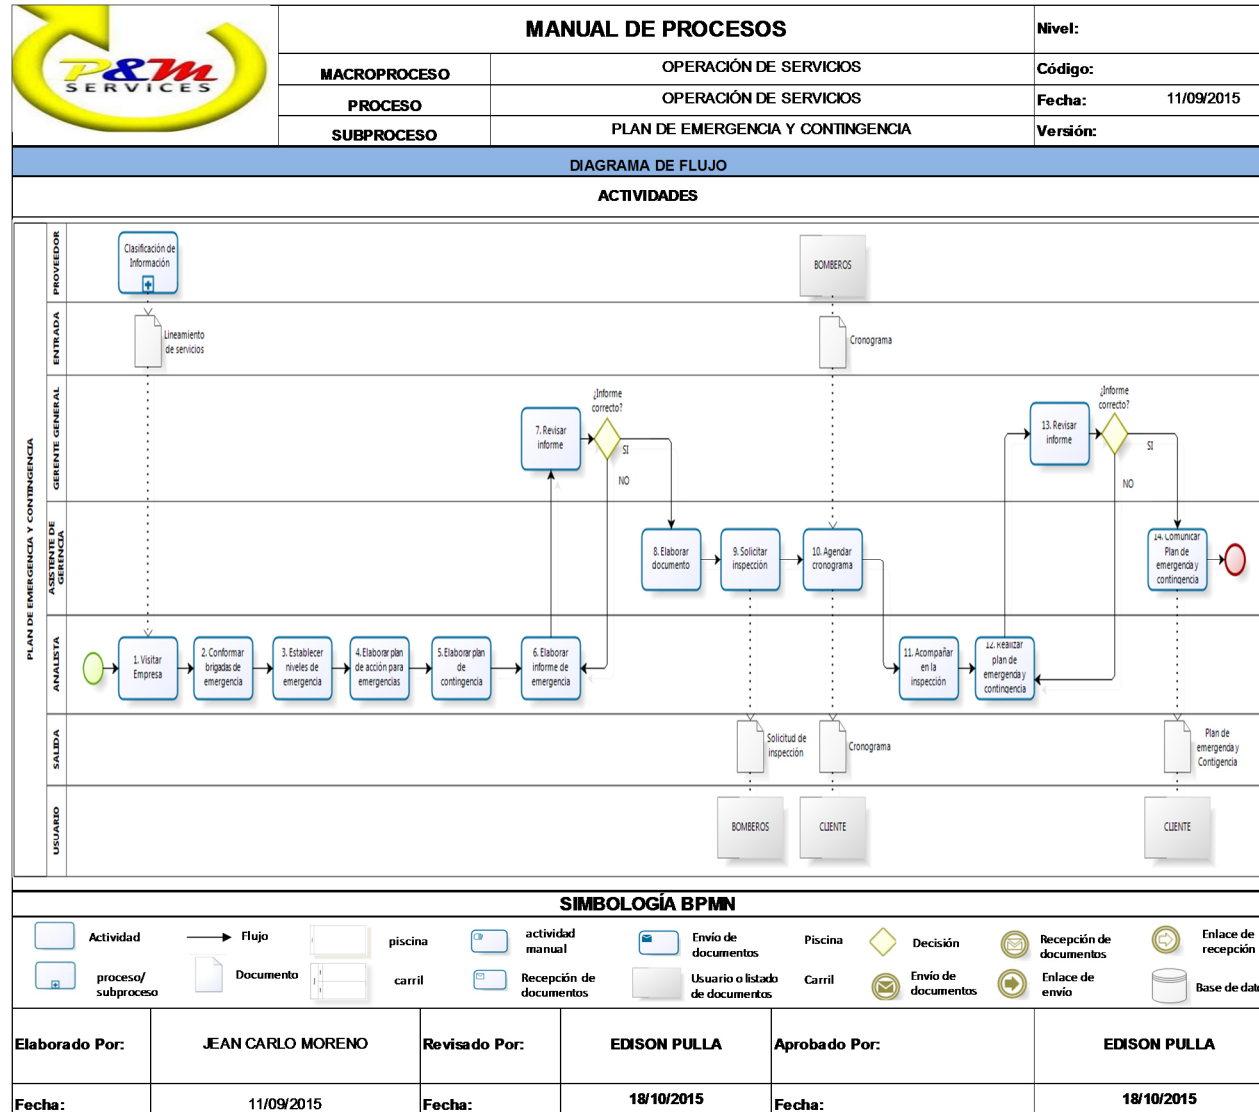 P&M
SERVICES
MANUAL DE PROCESOS
Nivel:
MACROPROCESO
OPERACIÓN DE SERVICIOS
Código:
PROCESO
OPERACIÓN DE SERVICIOS
Fecha: 11/09/2015
SUBPROCESO
PLAN DE EMERGENCIA Y CONTINGENCIA
Versión:
DIAGRAMA DE FLUJO
ACTIVIDADES
PLAN DE EMERGENCIA Y CONTINGENCIA
PROVEEDOR
Clasificación de
Información
BOMBEROS
ENTRADA
Lineamiento
de servicios
Cronograma
GERENTE GENERAL
7. Revisar
informe
¿Informe
correcto?
SI
NO
13. Revisar
informe
¿Informe
correcto?
SI
NO
ASISTENTE DE
GERENCIA
8. Elaborar
documento
9. Solicitar
inspección
10. Agendar
cronograma
14. Comunicar
Plan de
emergencia y
contingencia
ANALISTA
1. Visitar
Empresa
2. Conformar
brigadas de
emergencia
3. Establecer
niveles de
emergencia
4. Elaborar plan
de acción para
emergencias
5. Elaborar plan
de
contingencia
6. Elaborar
informe de
emergencia
11. Acompañar
en la
inspección
12. Realizar
plan de
emergencia y
contingencia
SALIDA
Solicitud de
inspección
Cronograma
Plan de
emergencia y
Contigencia
USUARIO
BOMBEROS
CLIENTE
CLIENTE
SIMBOLOGÍA BPMN
Actividad
Flujo
piscina
actividad
manual
Envío de
documentos
Piscina
Decisión
Recepción de
documentos
Enlace de
recepción
proceso/
subproceso
Documento
carril
Recepción de
documentos
Usuario o listado
de documentos
Carril
Envío de
documentos
Enlace de
envío
Base de dat
Elaborado Por:
JEAN CARLO MORENO
Revisado Por:
EDISON PULLA
Aprobado Por:
EDISON PULLA
Fecha:
11/09/2015
Fecha:
18/10/2015
Fecha:
18/10/2015